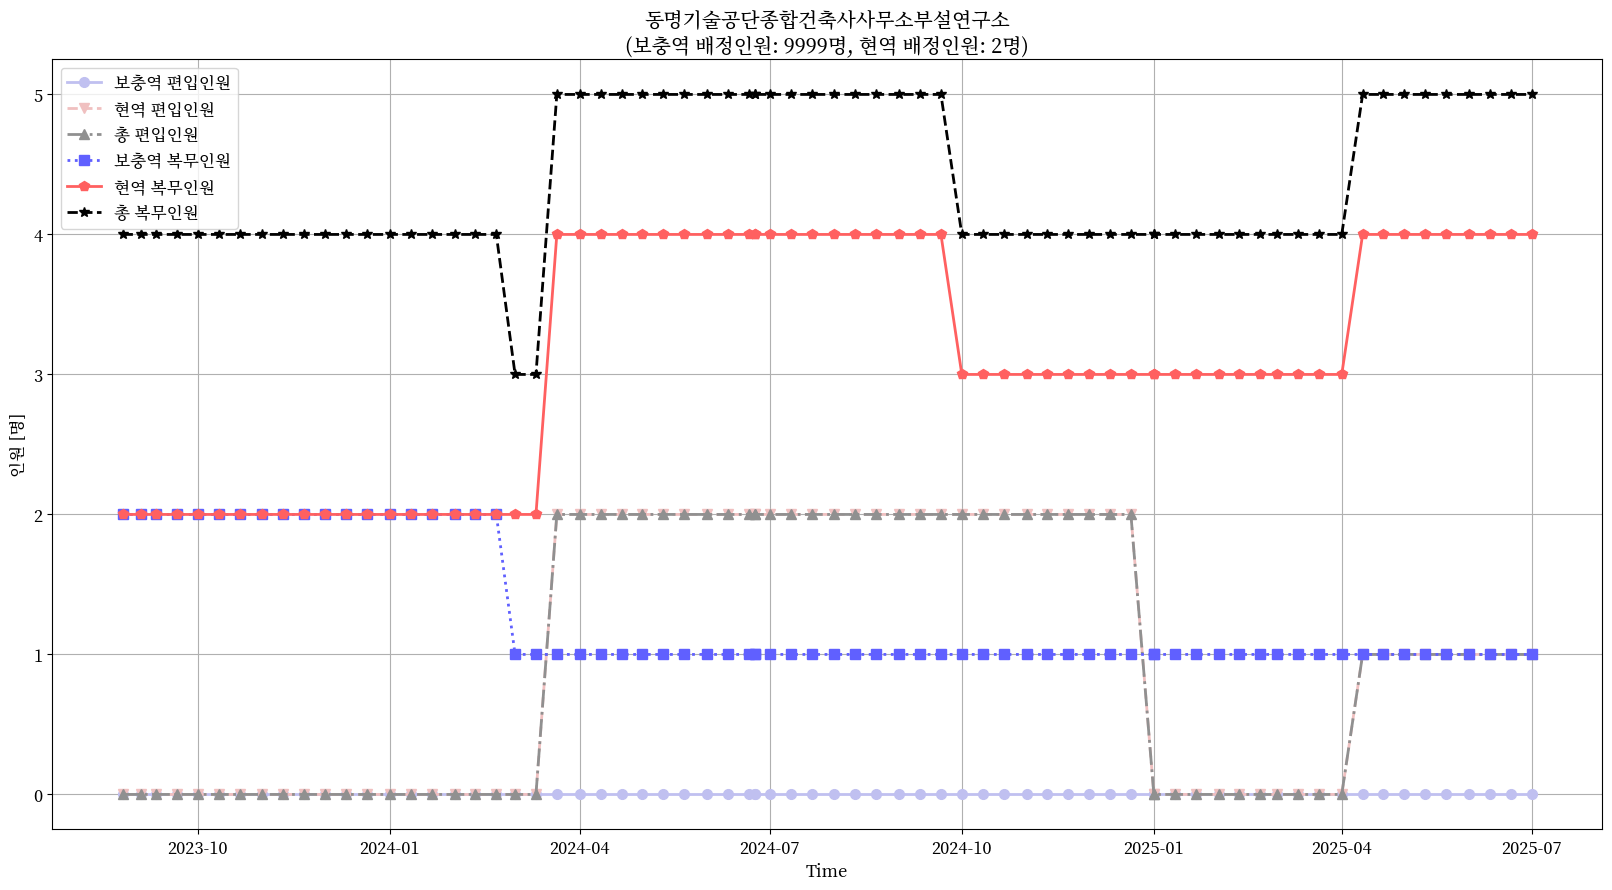 동명기술공단종합건축사사무소부설연구소
(보충역 배정인원: 9999명, 현역 배정인원: 2명)
보충역 편입인원
현역 편입인원
총 편입인원
보충역 복무인원
현역 복무인원
총 복무인원
인원 [명]
5
4
3
2
1
0
2023-10
2024-01
2024-04
2024-07
2024-10
2025-01
2025-04
2025-07
Time